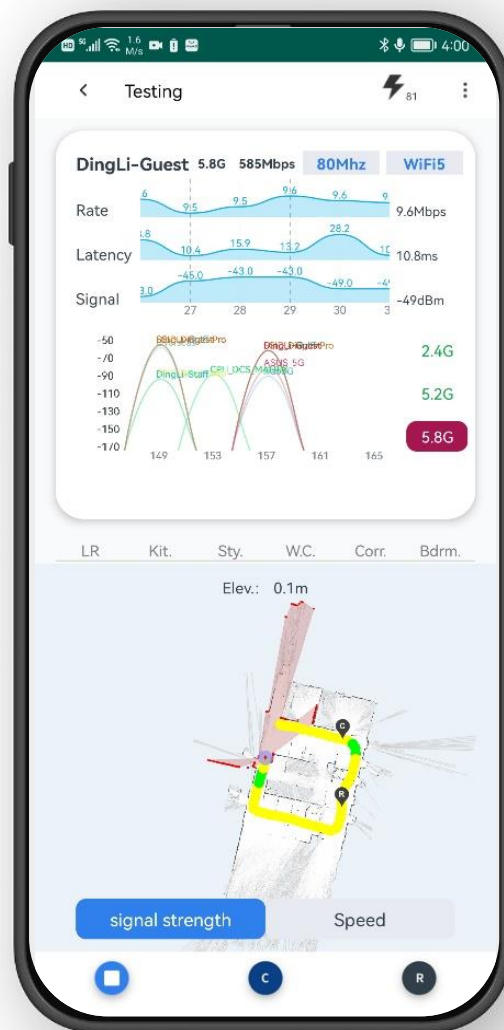 HD 5G 1.6 M/s 4:00
Testing 81
DingLi-Guest 5.8G 585Mbps 80Mhz WiFi5
9.5 9.5 9.6 9.6
Rate 9.6Mbps
10.4 15.9 13.2 28.2
Latency 10.8ms
-45.0 -43.0 -43.0 -49.0
Signal -49dBm
27 28 29 30
-50
-70
-90
-110
-130
-150
-170
ASUS_5G
DingLi-Staff
149 153 157 161 165
2.4G
5.2G
5.8G
LR Kit. Sty. W.C. Corr. Bdrm.
Elev.: 0.1m
C
R
signal strength Speed
C R